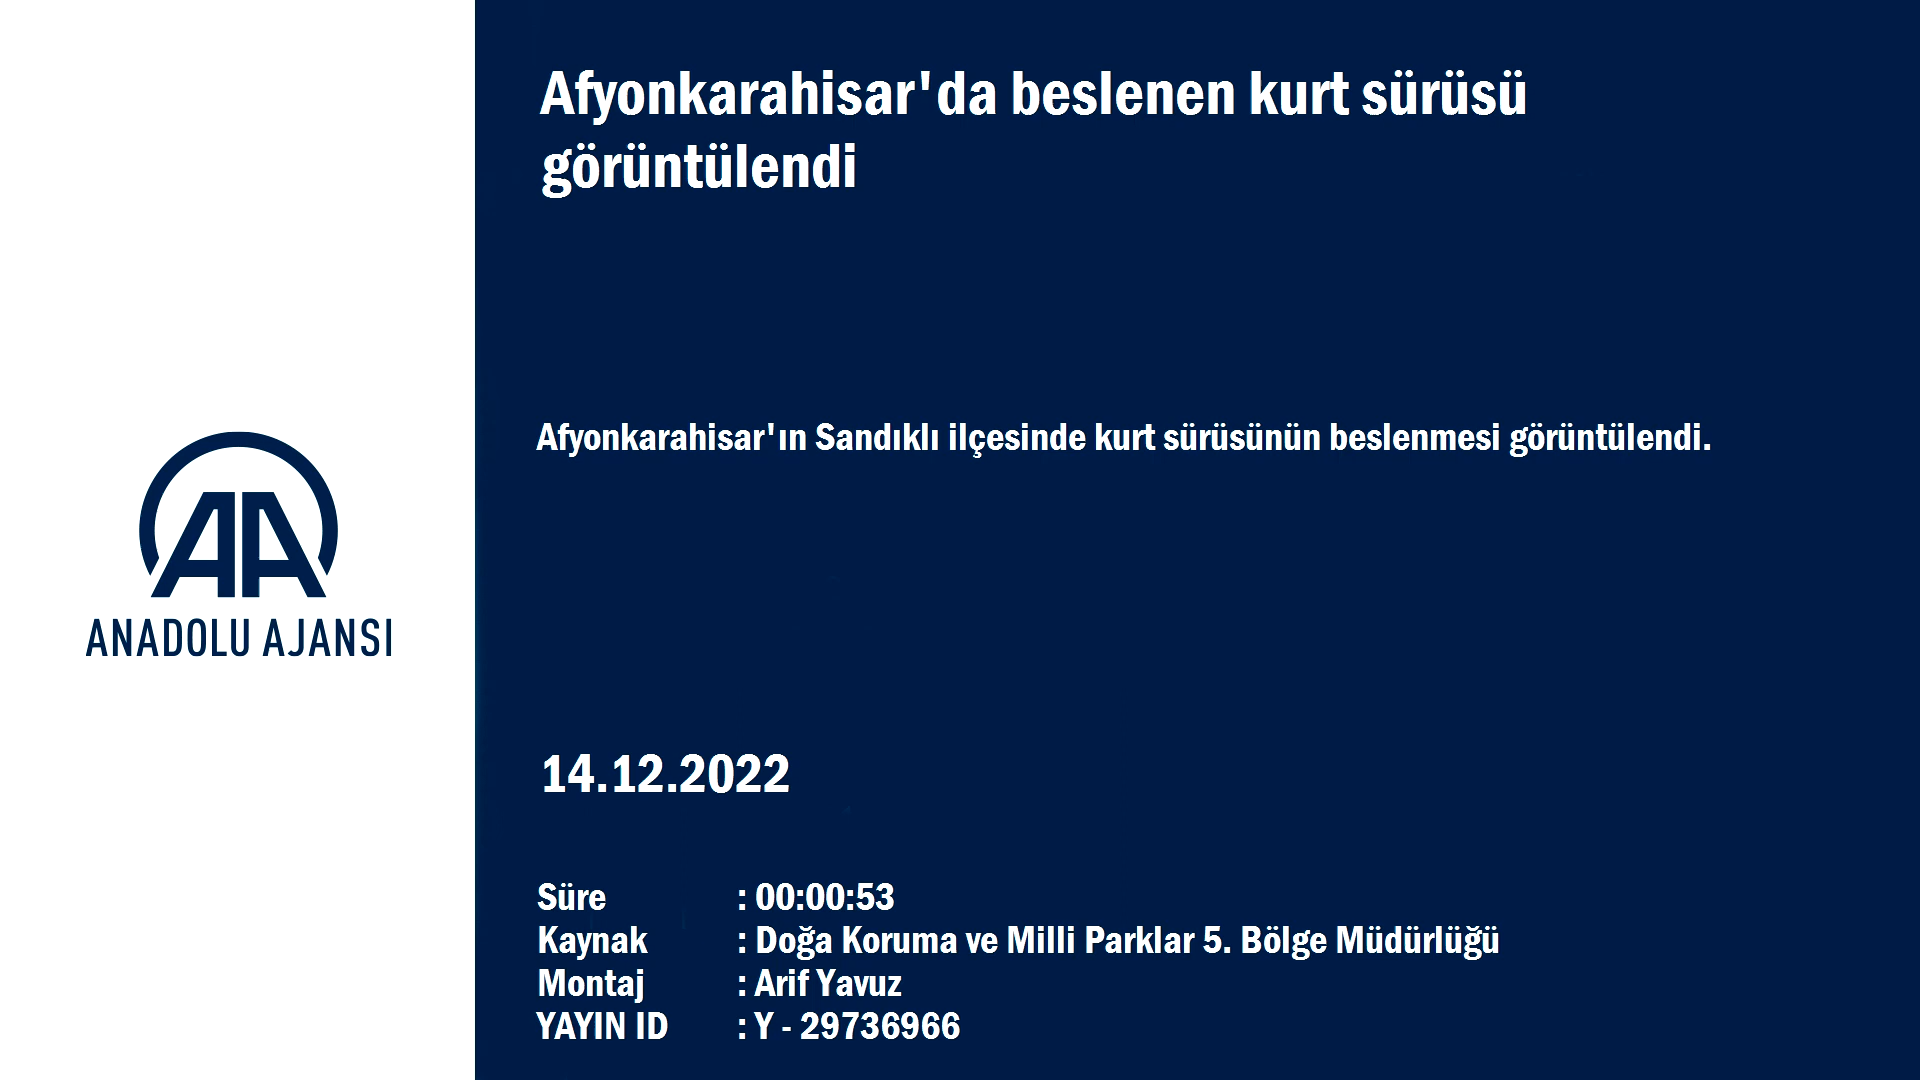 Afyonkarahisar'da beslenen kurt sürüsü
görüntülendi
Afyonkarahisar'ın Sandıklı ilçesinde kurt sürüsünün beslenmesi görüntülendi.
AA
ANADOLU AJANSI
14.12.2022
Süre : 00:00:53
Kaynak : Doğa Koruma ve Milli Parklar 5. Bölge Müdürlüğü
Montaj : Arif Yavuz
YAYIN ID : Y - 29736966